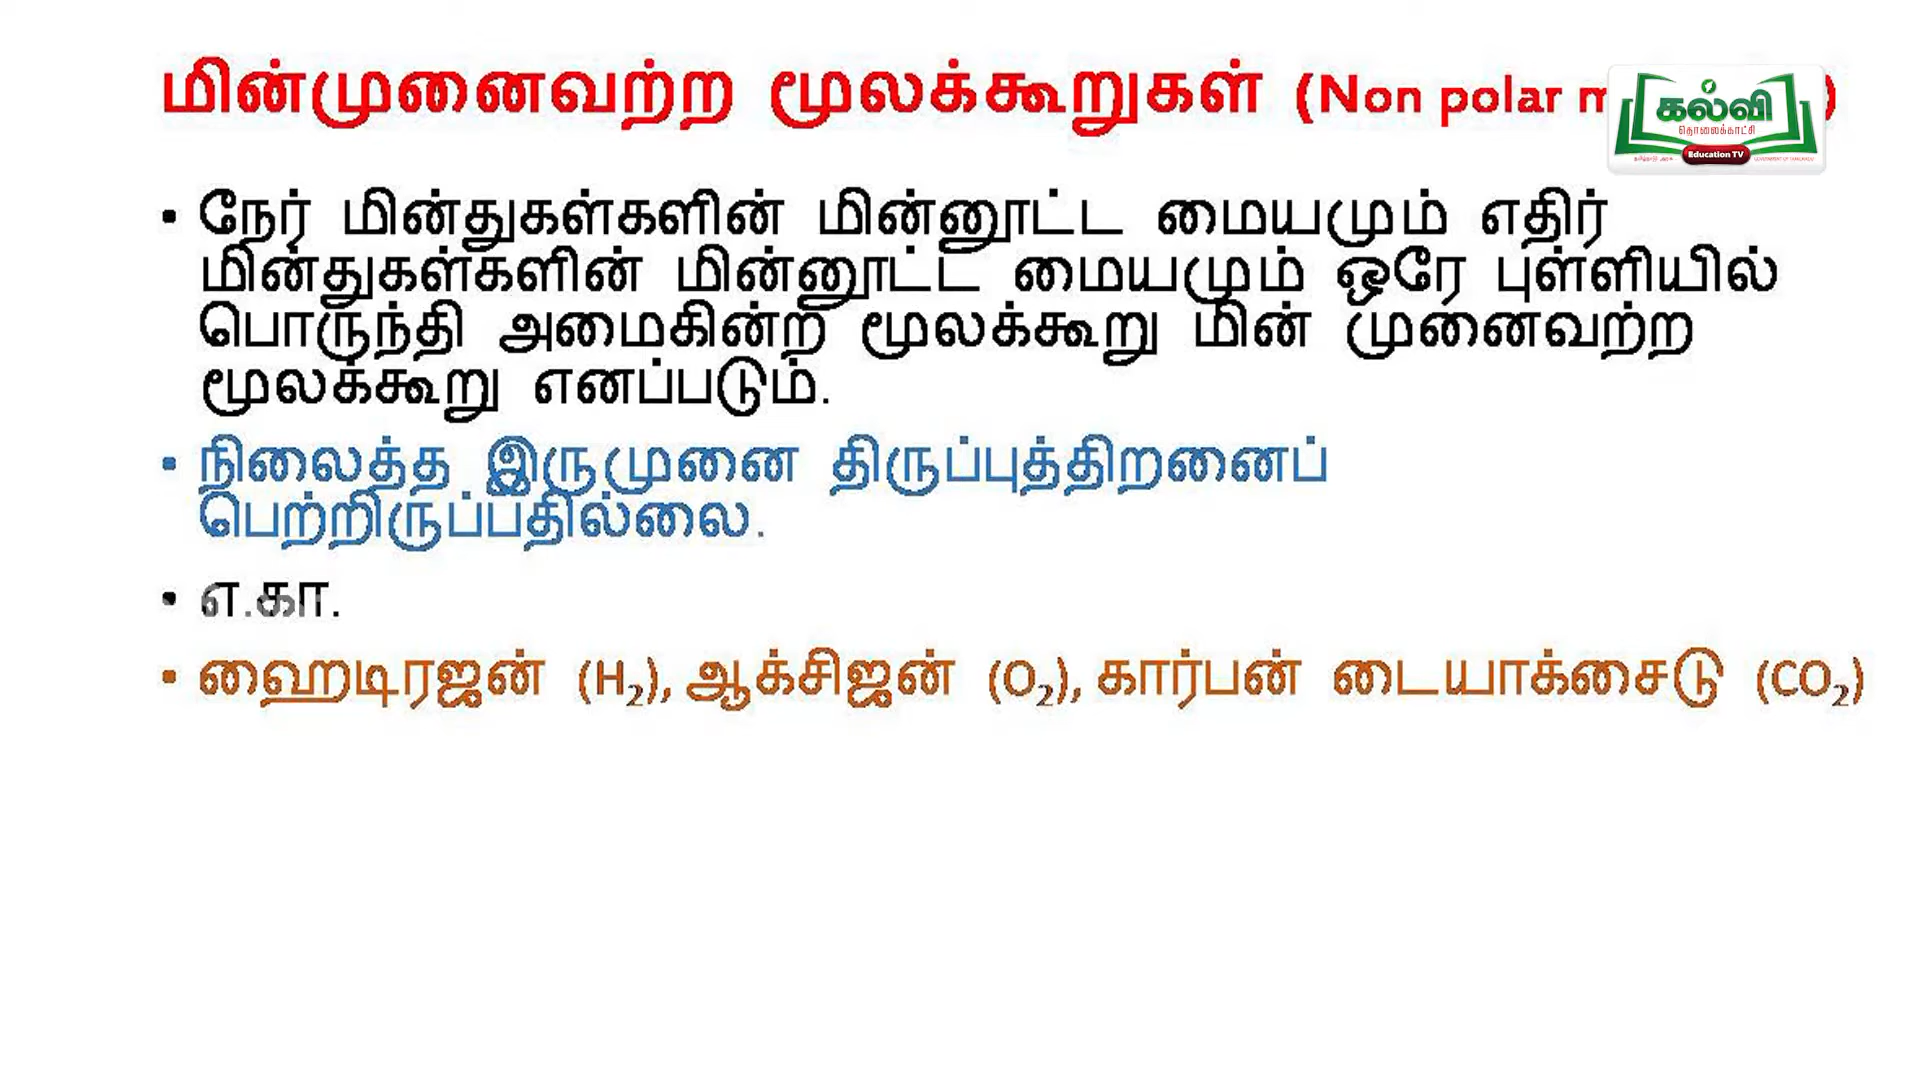 மின்முனைவற்ற மூலக்கூறுகள் (Non polar )
கல்வி
தொலைக்காட்சி
Education TV
• நேர் மின்துகள்களின் மின்னூட்ட மையமும் எதிர்
மின்துகள்களின் மின்னூட்ட மையமும் ஒரே புள்ளியில்
பொருந்தி அமைகின்ற மூலக்கூறு மின் முனைவற்ற
மூலக்கூறு எனப்படும்.
• நிலைத்த இருமுனை திருப்புத்திறனைப்
பெற்றிருப்பதில்லை.
• எ.கா.
• ஹைடிரஜன் (H₂), ஆக்சிஜன் (O₂), கார்பன் டையாக்சைடு (CO₂)